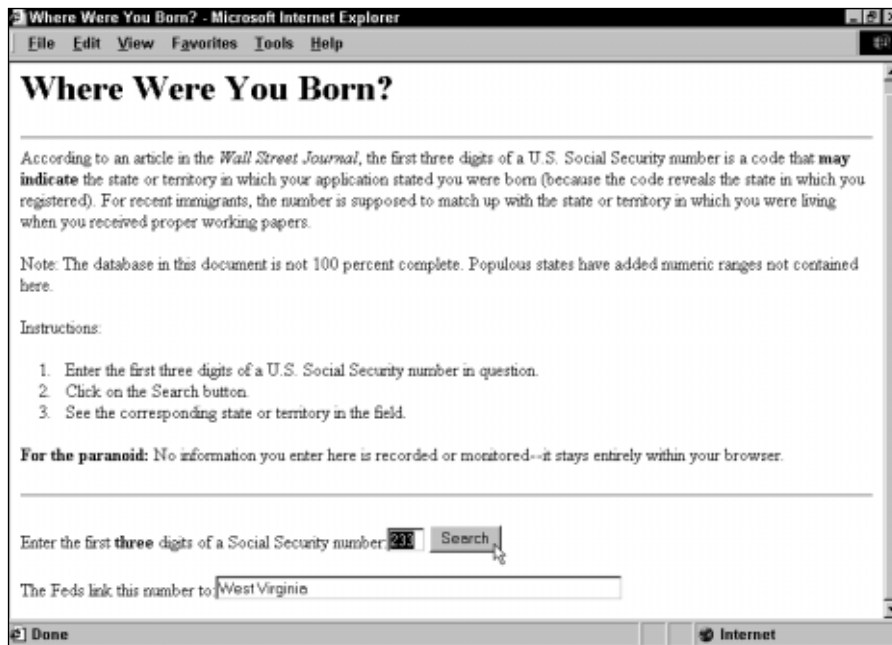 Where Were You Born? - Microsoft Internet Explorer
File Edit View Favorites Tools Help
Where Were You Born?
According to an article in the Wall Street Journal, the first three digits of a U.S. Social Security number is a code that may
indicate the state or territory in which your application stated you were born (because the code reveals the state in which you
registered). For recent immigrants, the number is supposed to match up with the state or territory in which you were living
when you received proper working papers.
Note: The database in this document is not 100 percent complete. Populous states have added numeric ranges not contained
here.
Instructions:
1. Enter the first three digits of a U.S. Social Security number in question.
2. Click on the Search button.
3. See the corresponding state or territory in the field.
For the paranoid: No information you enter here is recorded or monitored--it stays entirely within your browser.
Enter the first three digits of a Social Security number: 233 Search
The Feds link this number to: West Virginia
Done Internet